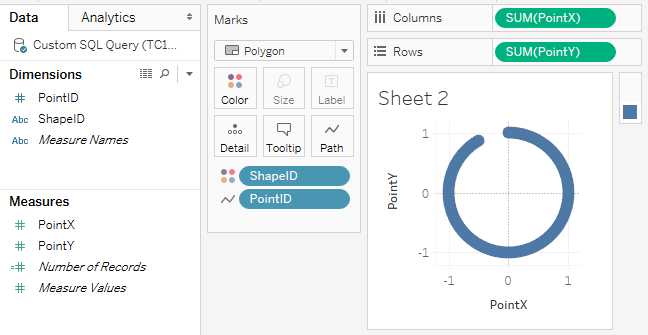 Data
Analytics
Custom SQL Query (TC1...
Dimensions
# PointID
Abc ShapeID
Abc Measure Names
Measures
# PointX
# PointY
=# Number of Records
# Measure Values
Marks
Polygon
Color
Size
T
Label
Detail
Tooltip
Path
ShapeID
PointID
Columns
SUM(PointX)
Rows
SUM(PointY)
Sheet 2
PointY
1
0
-1
-1
0
1
PointX